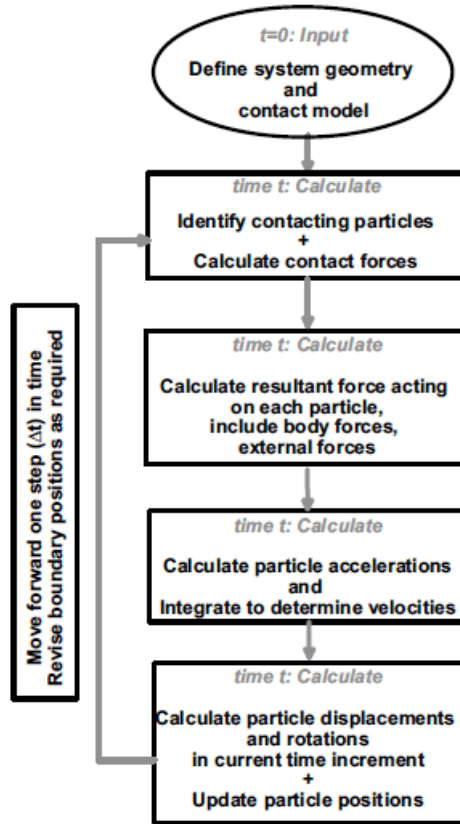 t=0: Input
Define system geometry
and
contact model
time t: Calculate
Identify contacting particles
+
Calculate contact forces
time t: Calculate
Calculate resultant force acting
on each particle,
include body forces,
external forces
time t: Calculate
Calculate particle accelerations
and
Integrate to determine velocities
time t: Calculate
Calculate particle displacements
and rotations
in current time increment
+
Update particle positions
Move forward one step (Δt) in time
Revise boundary positions as required